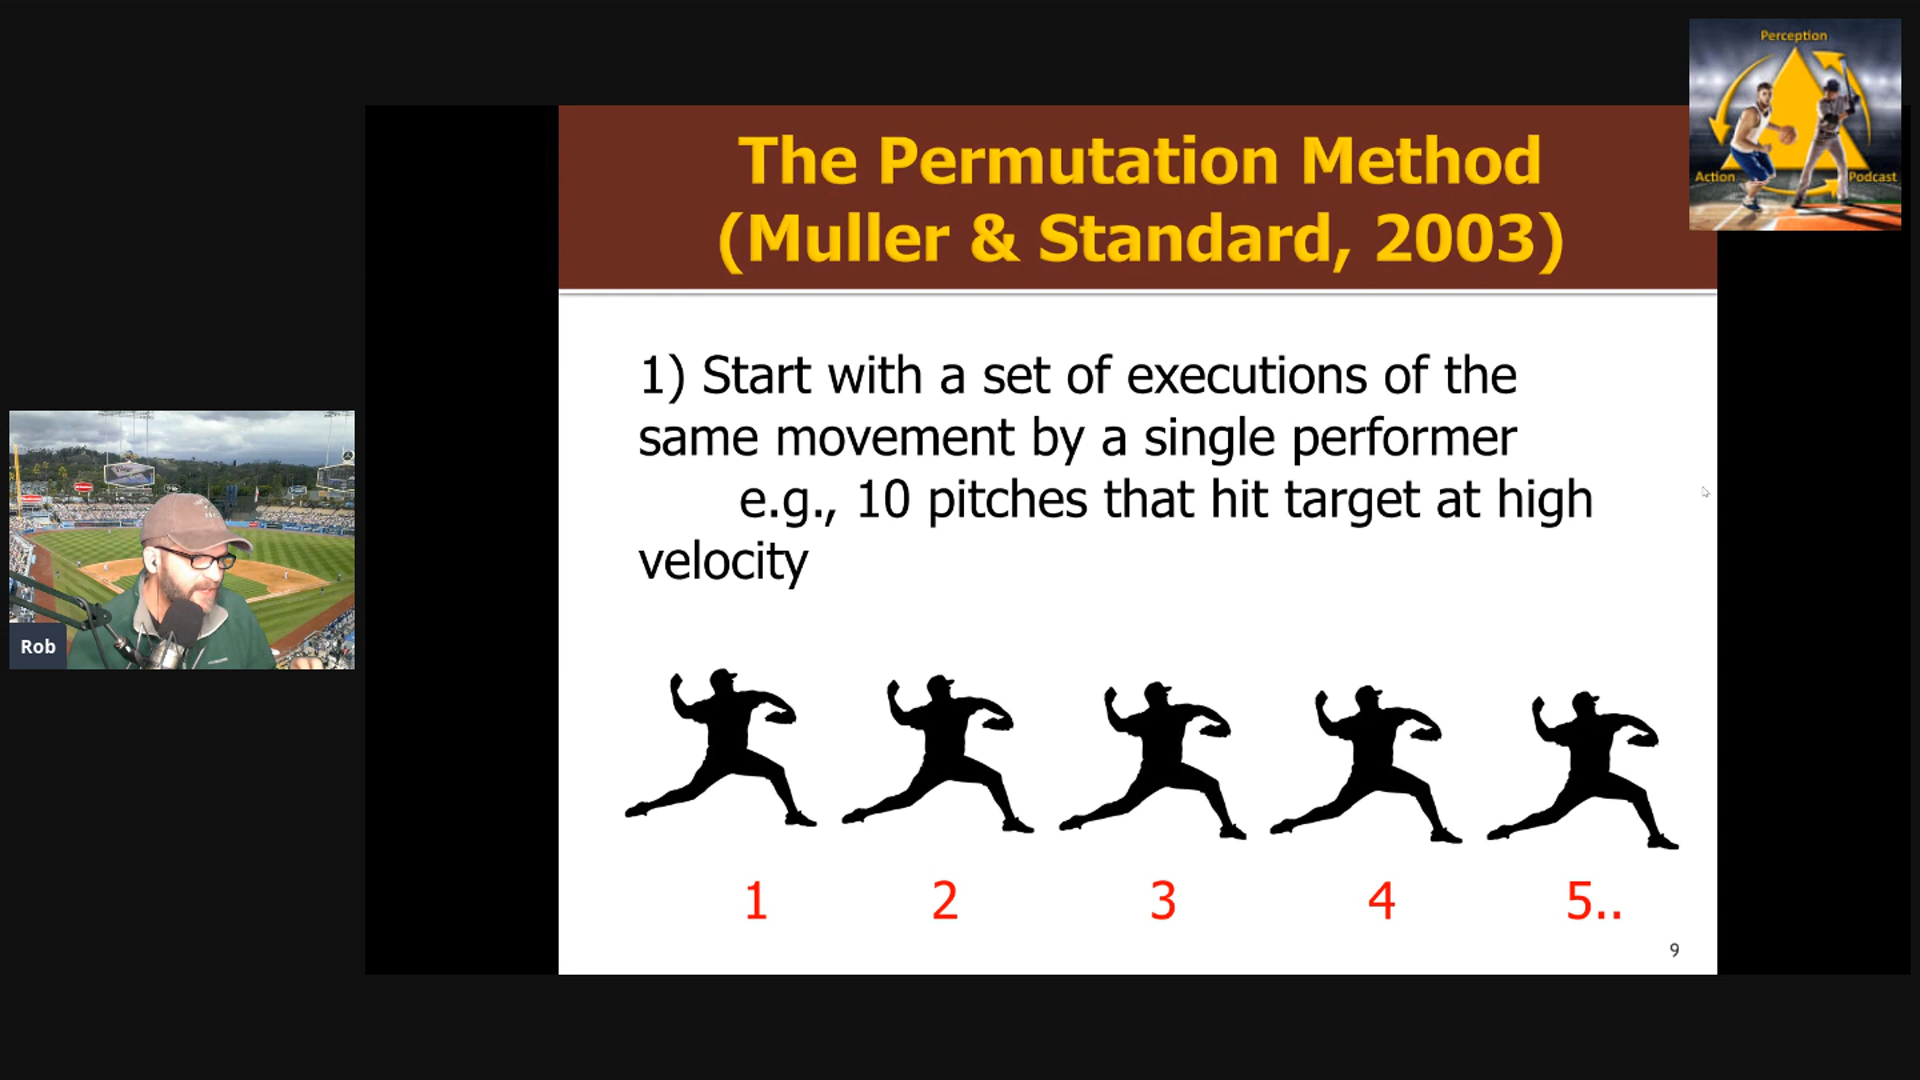 Perception
Action
Podcast
The Permutation Method
(Muller & Standard, 2003)
1) Start with a set of executions of the
same movement by a single performer
e.g., 10 pitches that hit target at high
velocity
Rob
1
2
3
4
5..
9